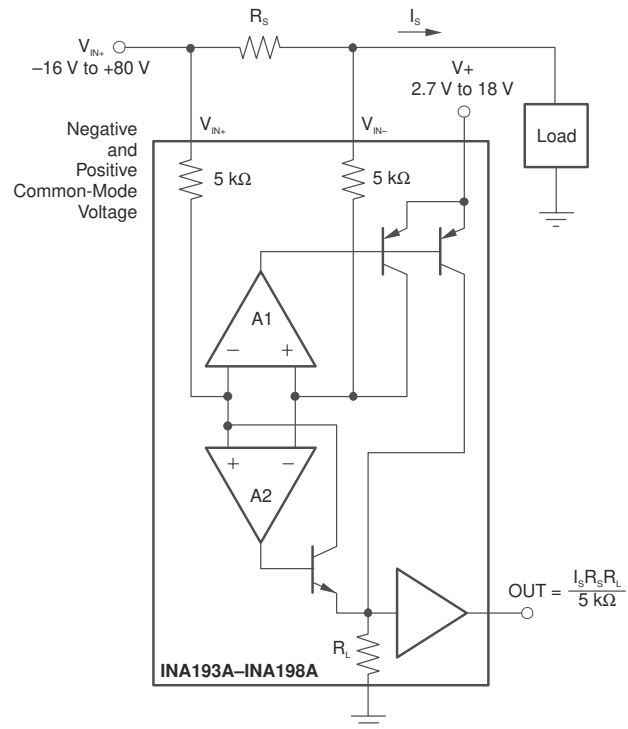 R_S
I_S
V_IN+
–16 V to +80 V
V+
2.7 V to 18 V
Negative
and
Positive
Common-Mode
Voltage
V_IN+
V_IN–
Load
5 kΩ
5 kΩ
A1
– +
+ –
A2
OUT = I_S R_S R_L / 5 kΩ
R_L
INA193A–INA198A